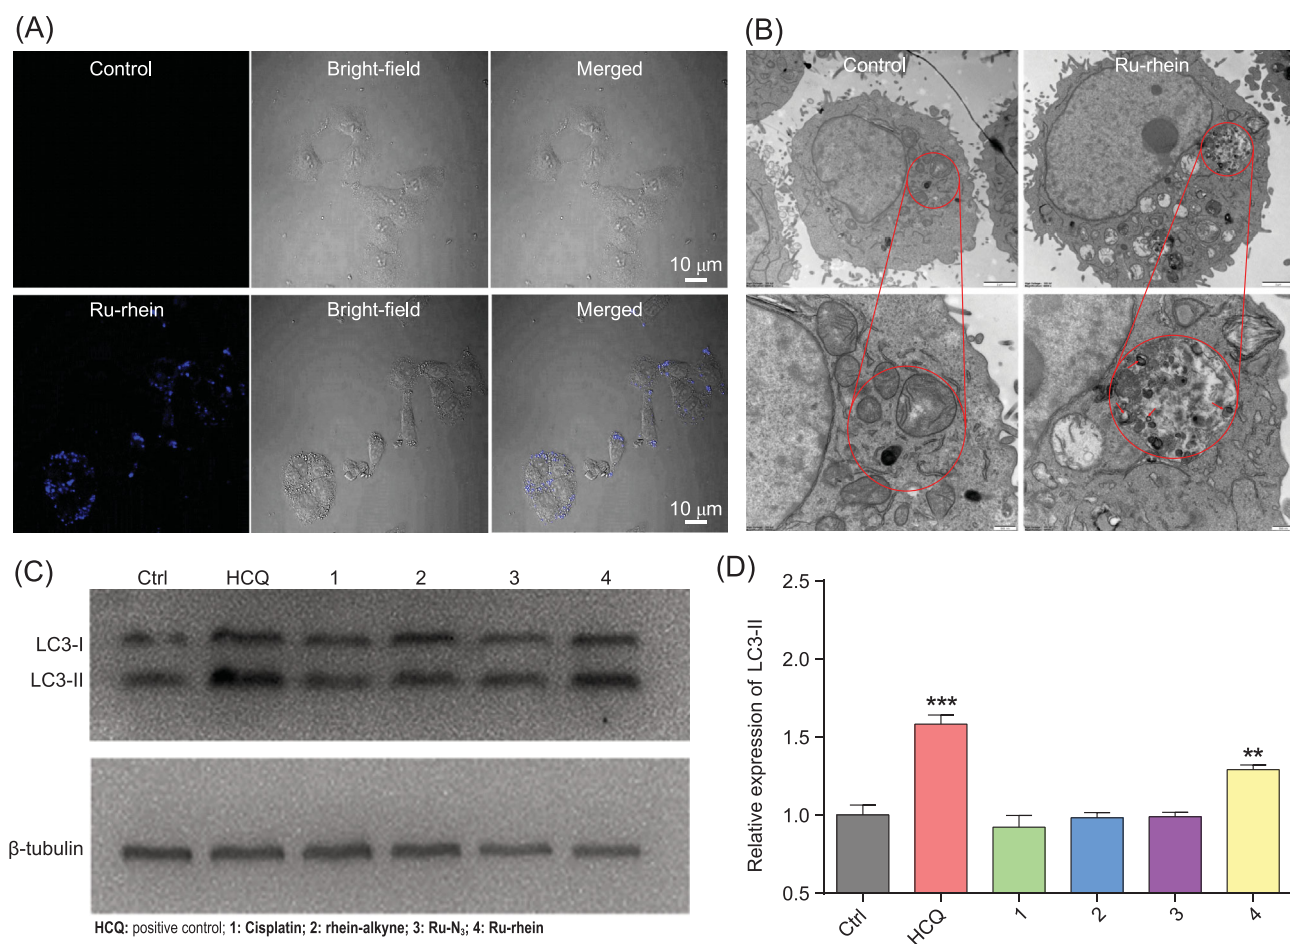 (A)
Control
Bright-field
Merged
10 μm
Ru-rhein
Bright-field
Merged
10 μm
(B)
Control
Ru-rhein
(C)
Ctrl HCQ 1 2 3 4
LC3-I
LC3-II
β-tubulin
HCQ: positive control; 1: Cisplatin; 2: rhein-alkyne; 3: Ru-N₃; 4: Ru-rhein
(D)
Relative expression of LC3-II
2.5
2.0
1.5
1.0
0.5
***
**
Ctrl
HCQ
1
2
3
4